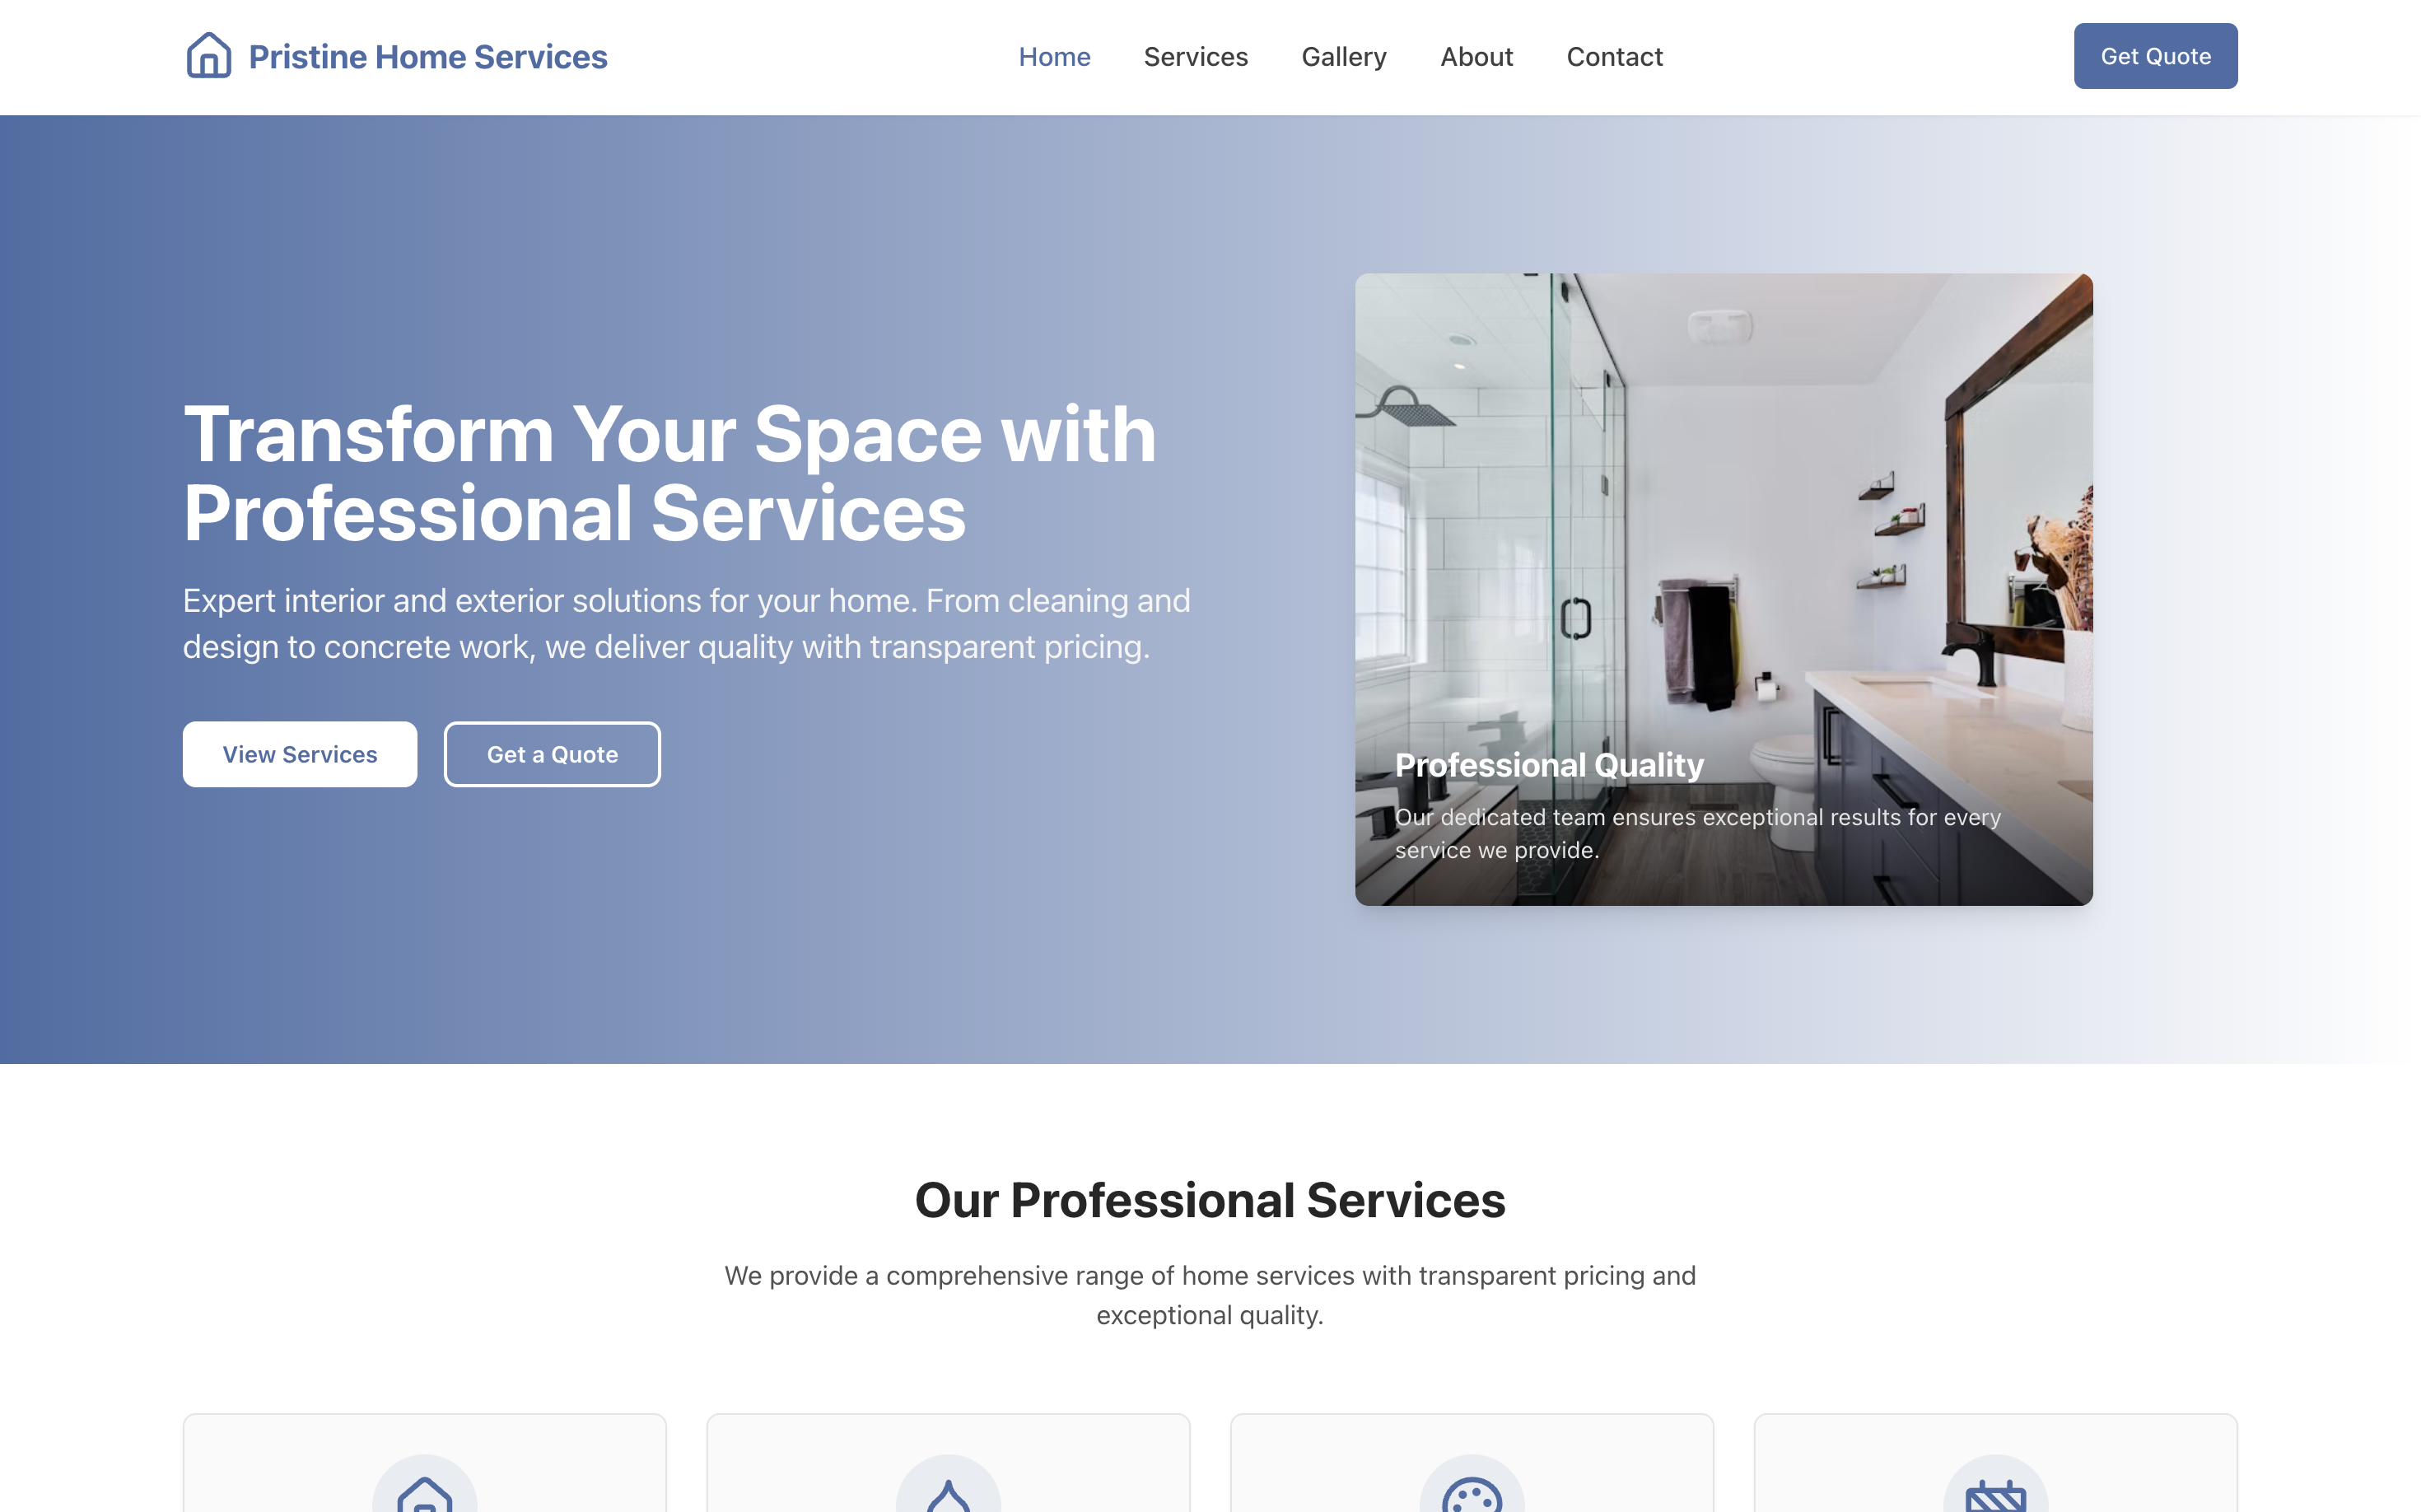 Pristine Home Services
Home
Services
Gallery
About
Contact
Get Quote
Transform Your Space with
Professional Services
Expert interior and exterior solutions for your home. From cleaning and
design to concrete work, we deliver quality with transparent pricing.
View Services
Get a Quote
Professional Quality
Our dedicated team ensures exceptional results for every
service we provide.
Our Professional Services
We provide a comprehensive range of home services with transparent pricing and
exceptional quality.